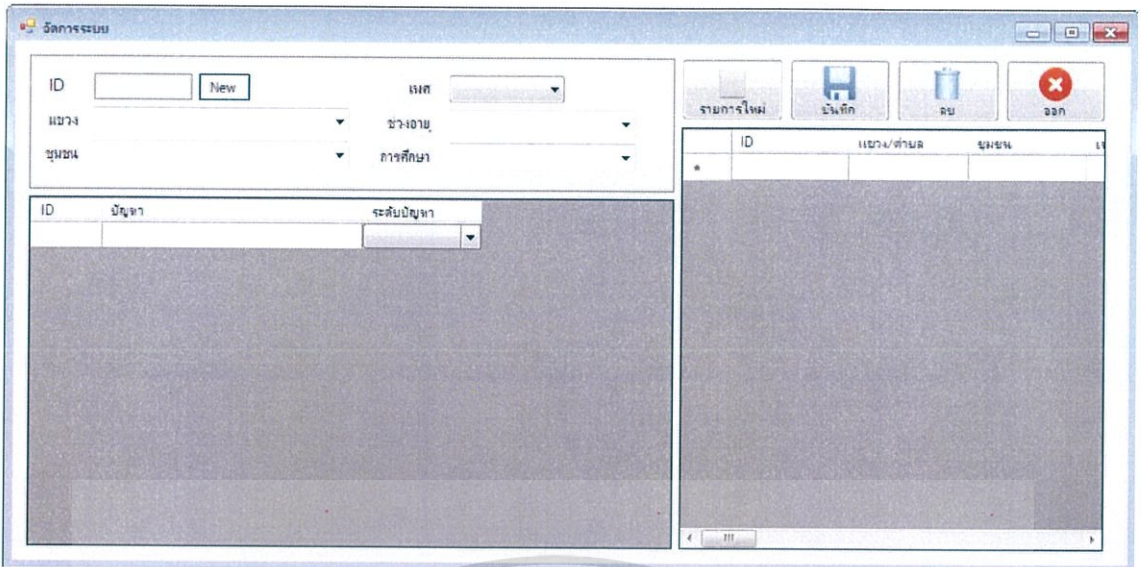 จัดการระบบ
ID New เพศ
แขวง ช่วงอายุ
ชุมชน การศึกษา
รายการใหม่ บันทึก ลบ ออก
ID ปัญหา ระดับปัญหา
ID แขวง/ตำบล ชุมชน เ
*